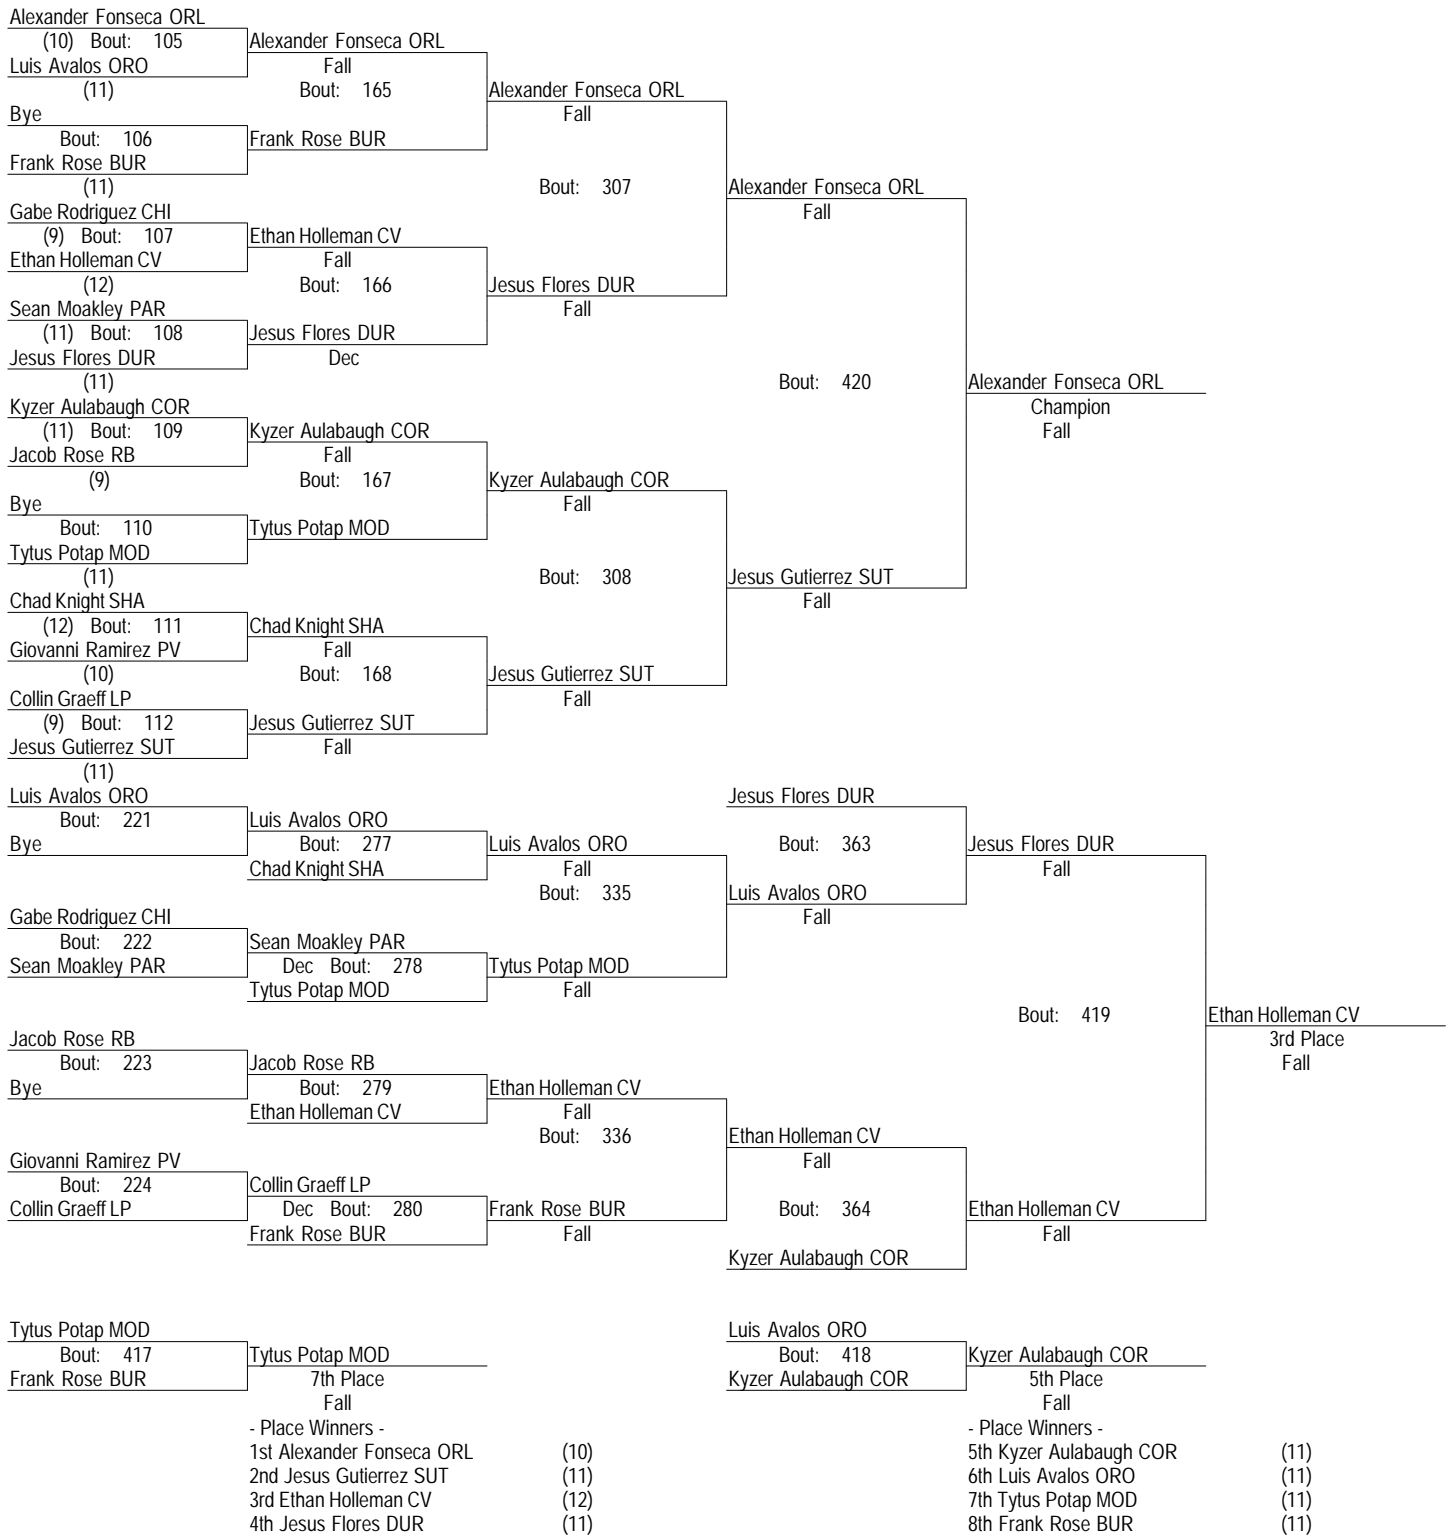 Alexander Fonseca ORL
(10) Bout: 105
Alexander Fonseca ORL
Luis Avalos ORO
Fall
(11)
Bout: 165
Alexander Fonseca ORL
Bye
Fall
Bout: 106
Frank Rose BUR
Frank Rose BUR
(11)
Bout: 307
Alexander Fonseca ORL
Gabe Rodriguez CHI
Fall
(9) Bout: 107
Ethan Holleman CV
Ethan Holleman CV
Fall
(12)
Bout: 166
Jesus Flores DUR
Sean Moakley PAR
Fall
(11) Bout: 108
Jesus Flores DUR
Jesus Flores DUR
Dec
(11)
Bout: 420
Alexander Fonseca ORL
Kyzer Aulabaugh COR
Champion
(11) Bout: 109
Kyzer Aulabaugh COR
Fall
Jacob Rose RB
Fall
(9)
Bout: 167
Kyzer Aulabaugh COR
Bye
Fall
Bout: 110
Tytus Potap MOD
Tytus Potap MOD
(11)
Bout: 308
Jesus Gutierrez SUT
Chad Knight SHA
Fall
(12) Bout: 111
Chad Knight SHA
Giovanni Ramirez PV
Fall
(10)
Bout: 168
Jesus Gutierrez SUT
Collin Graeff LP
Fall
(9) Bout: 112
Jesus Gutierrez SUT
Jesus Gutierrez SUT
Fall
(11)
Luis Avalos ORO
Jesus Flores DUR
Bout: 221
Luis Avalos ORO
Bye
Bout: 277
Luis Avalos ORO
Bout: 363
Jesus Flores DUR
Chad Knight SHA
Fall
Fall
Bout: 335
Luis Avalos ORO
Gabe Rodriguez CHI
Fall
Bout: 222
Sean Moakley PAR
Sean Moakley PAR
Dec Bout: 278
Tytus Potap MOD
Tytus Potap MOD
Fall
Bout: 419
Ethan Holleman CV
Jacob Rose RB
3rd Place
Bout: 223
Jacob Rose RB
Fall
Bye
Bout: 279
Ethan Holleman CV
Ethan Holleman CV
Fall
Bout: 336
Ethan Holleman CV
Giovanni Ramirez PV
Fall
Bout: 224
Collin Graeff LP
Collin Graeff LP
Dec Bout: 280
Frank Rose BUR
Bout: 364
Ethan Holleman CV
Frank Rose BUR
Fall
Fall
Kyzer Aulabaugh COR
Tytus Potap MOD
Luis Avalos ORO
Bout: 417
Tytus Potap MOD
Bout: 418
Kyzer Aulabaugh COR
Frank Rose BUR
7th Place
Kyzer Aulabaugh COR
5th Place
Fall
Fall
- Place Winners -
- Place Winners -
1st Alexander Fonseca ORL (10)
5th Kyzer Aulabaugh COR (11)
2nd Jesus Gutierrez SUT (11)
6th Luis Avalos ORO (11)
3rd Ethan Holleman CV (12)
7th Tytus Potap MOD (11)
4th Jesus Flores DUR (11)
8th Frank Rose BUR (11)